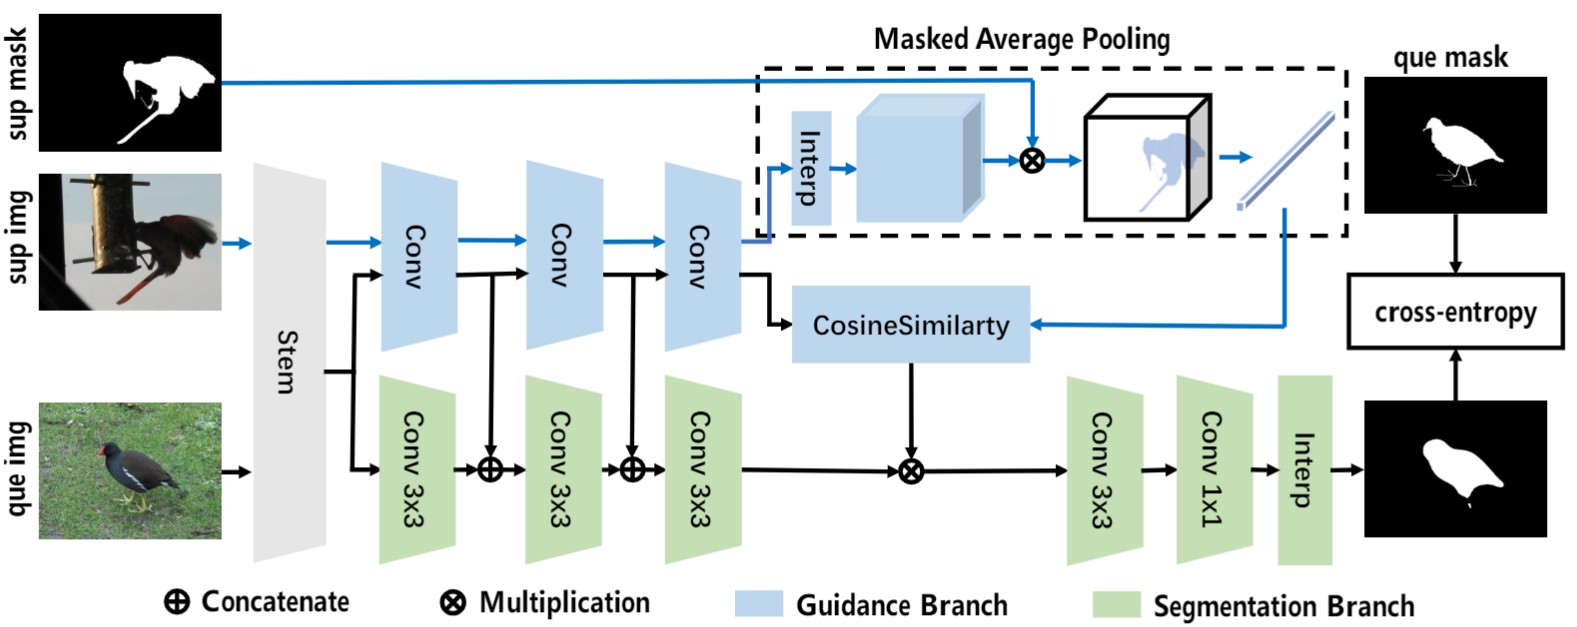 Masked Average Pooling
que mask
sup mask
sup img
que img
Stem
Conv
Conv
Conv
Interp
CosineSimilarty
cross-entropy
Conv 3x3
Conv 3x3
Conv 3x3
Conv 3x3
Conv 1x1
Interp
Concatenate
Multiplication
Guidance Branch
Segmentation Branch